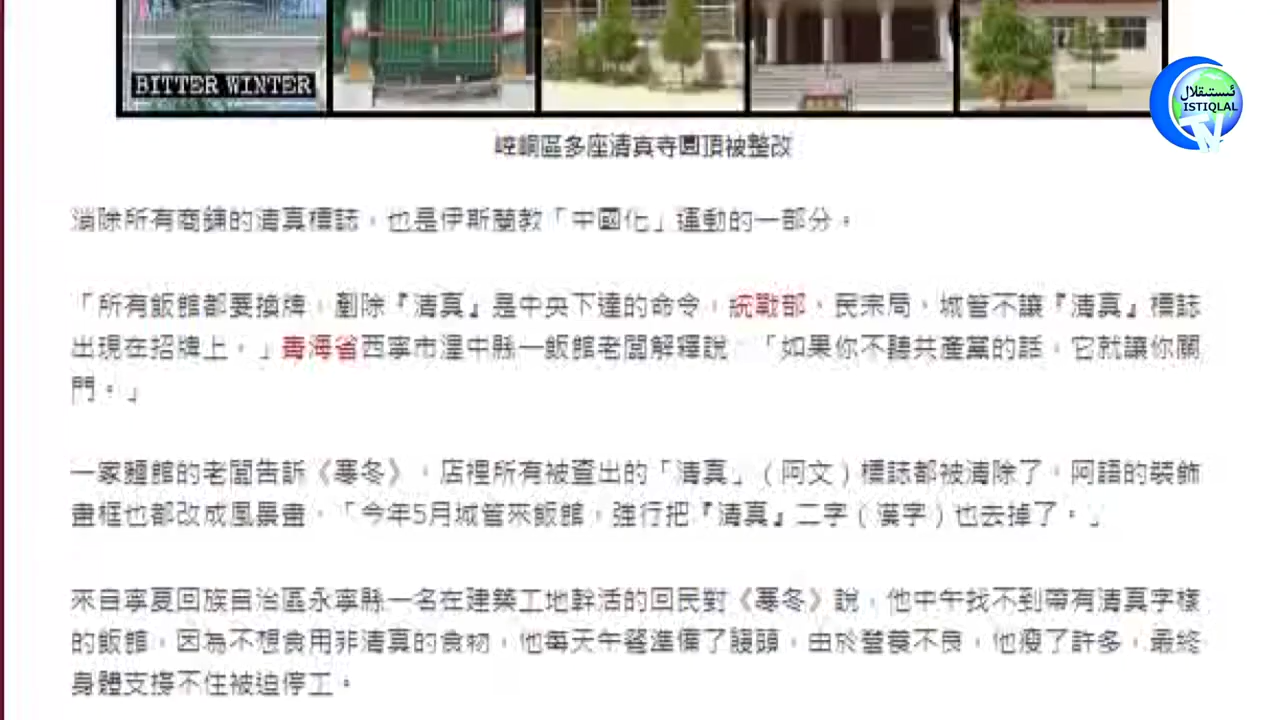 BITTER WINTER
ئىستىقلال
ISTIQLAL
TV
崆峒區多座清真寺圓頂被整改
消除所有商鋪的清真標誌，也是伊斯蘭教「中國化」運動的一部分。
「所有飯館都要換牌，剷除『清真』是中央下達的命令，統戰部、民宗局、城管不讓『清真』標誌
出現在招牌上。」青海省西寧市湟中縣一飯館老闆解釋說，「如果你不聽共產黨的話，它就讓你關
門。」
一家麵館的老闆告訴《寒冬》，店裡所有被查出的「清真」（阿文）標誌都被清除了，阿語的裝飾
畫框也都改成風景畫，「今年5月城管來飯館，強行把『清真』二字（漢字）也去掉了。」
來自寧夏回族自治區永寧縣一名在建築工地幹活的回民對《寒冬》說，他中午找不到帶有清真字樣
的飯館，因為不想食用非清真的食物，他每天午餐準備了饅頭，由於營養不良，他瘦了許多，最終
身體支撐不住被迫停工。